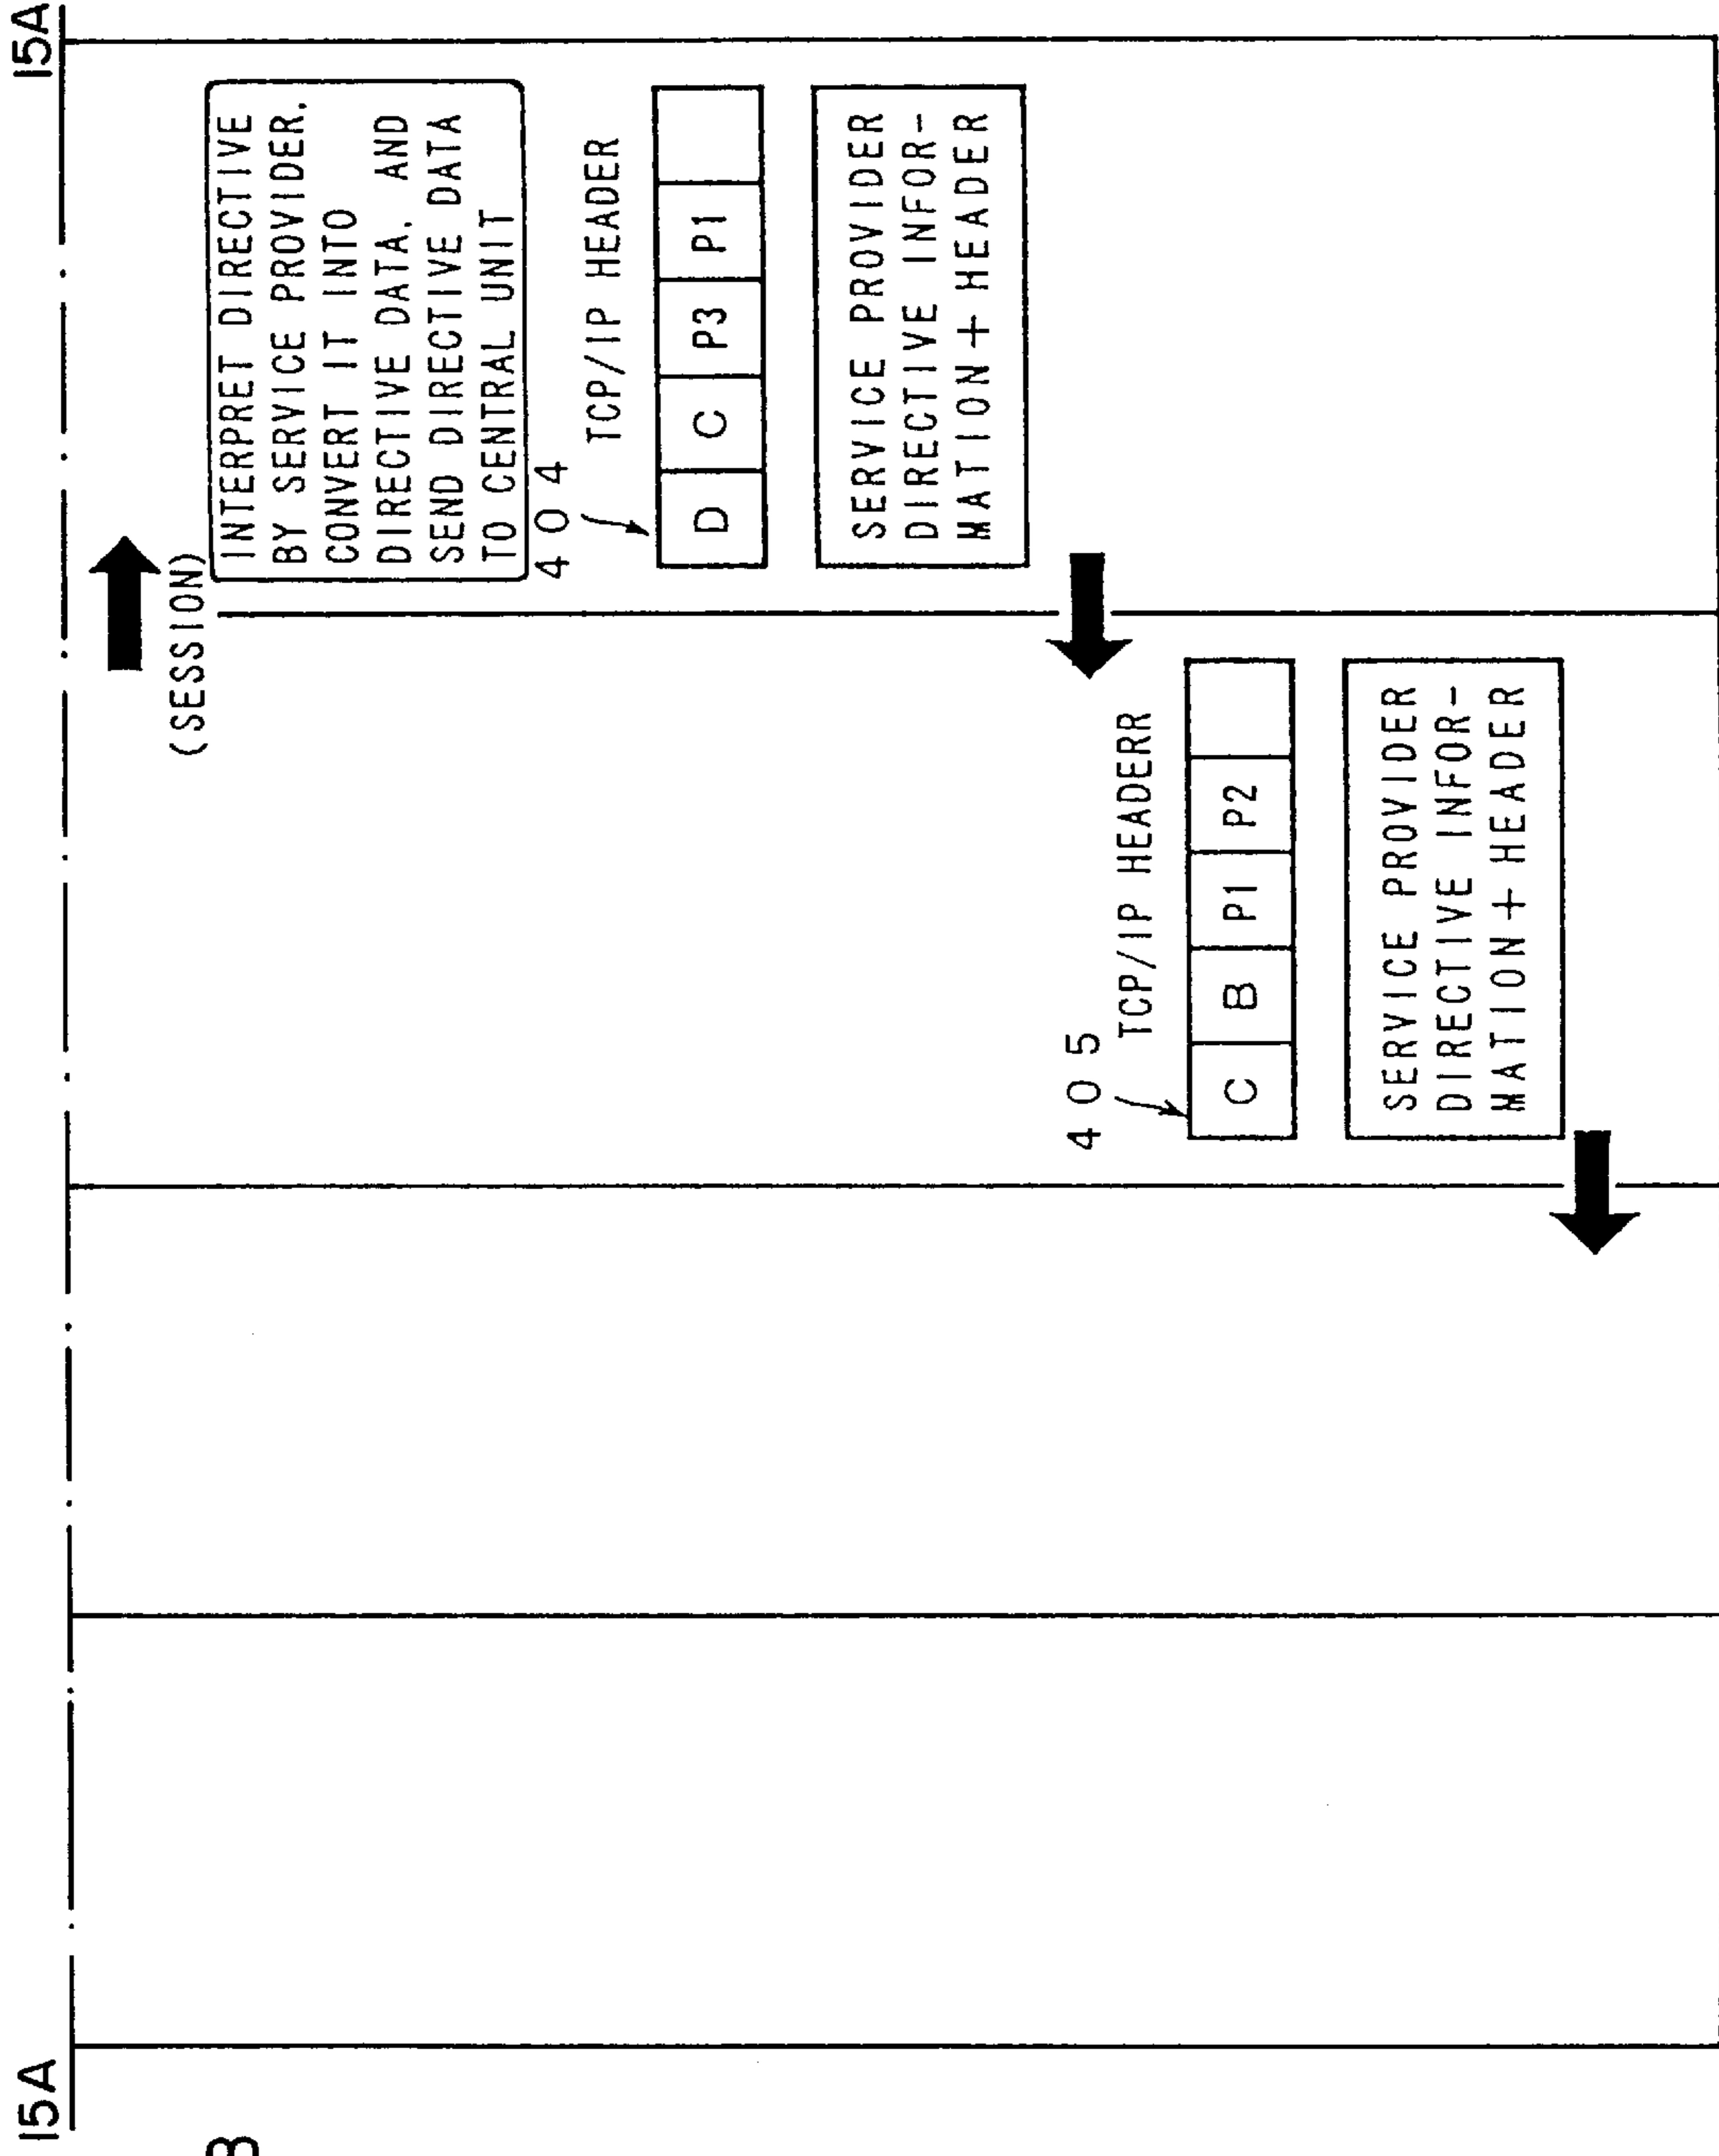 15A
15A
(SESSION)
INTERPRET DIRECTIVE
BY SERVICE PROVIDER,
CONVERT IT INTO
DIRECTIVE DATA, AND
SEND DIRECTIVE DATA
TO CENTRAL UNIT
404
TCP/IP HEADER
D C P3 P1
SERVICE PROVIDER
DIRECTIVE INFOR-
MATION + HEADER
405
TCP/IP HEADERR
C B P1 P2
SERVICE PROVIDER
DIRECTIVE INFOR-
MATION + HEADER